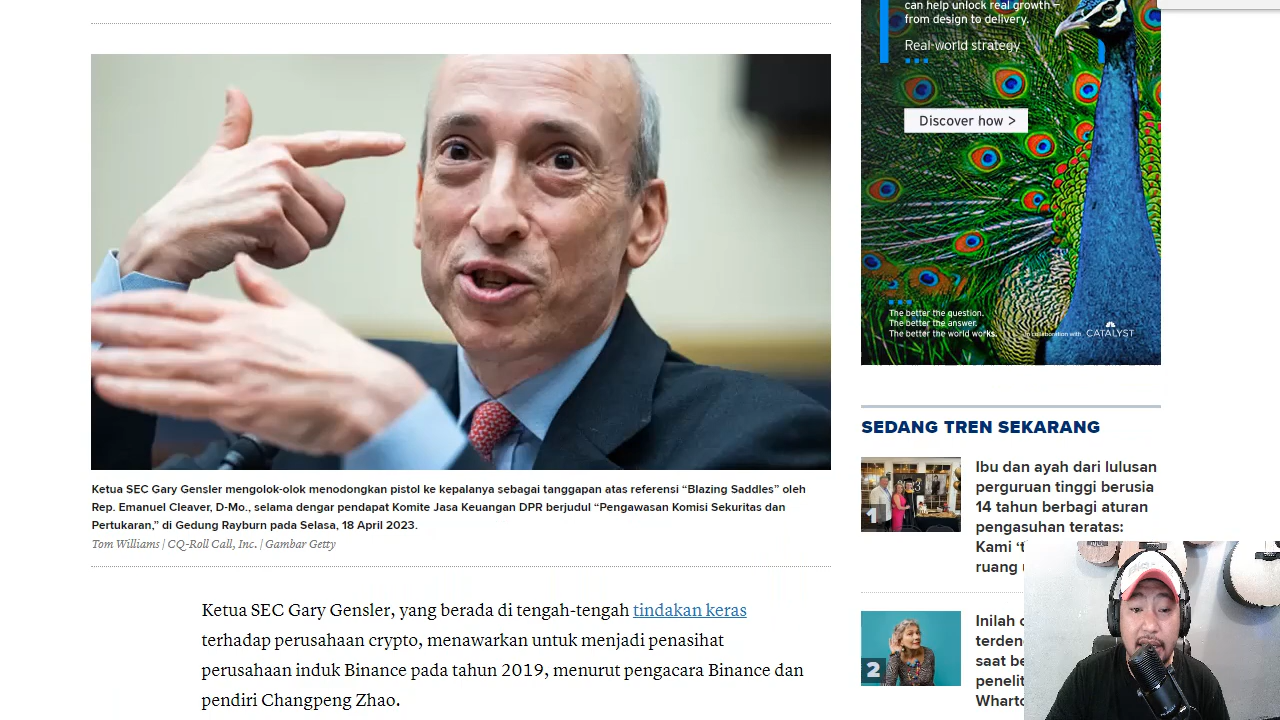 can help unlock real growth –
from design to delivery.
Real-world strategy
Discover how >
The better the question.
The better the answer.
The better the world works.
In collaboration with CATALYST
Ketua SEC Gary Gensler mengolok-olok menodongkan pistol ke kepalanya sebagai tanggapan atas referensi “Blazing Saddles” oleh
Rep. Emanuel Cleaver, D-Mo., selama dengar pendapat Komite Jasa Keuangan DPR berjudul “Pengawasan Komisi Sekuritas dan
Pertukaran,” di Gedung Rayburn pada Selasa, 18 April 2023.
Tom Williams | CQ-Roll Call, Inc. | Gambar Getty
Ketua SEC Gary Gensler, yang berada di tengah-tengah tindakan keras
terhadap perusahaan crypto, menawarkan untuk menjadi penasihat
perusahaan induk Binance pada tahun 2019, menurut pengacara Binance dan
pendiri Changpeng Zhao.
SEDANG TREN SEKARANG
1
Ibu dan ayah dari lulusan
perguruan tinggi berusia
14 tahun berbagi aturan
pengasuhan teratas:
Kami
ruang
2
Inilah
saat
Wharto